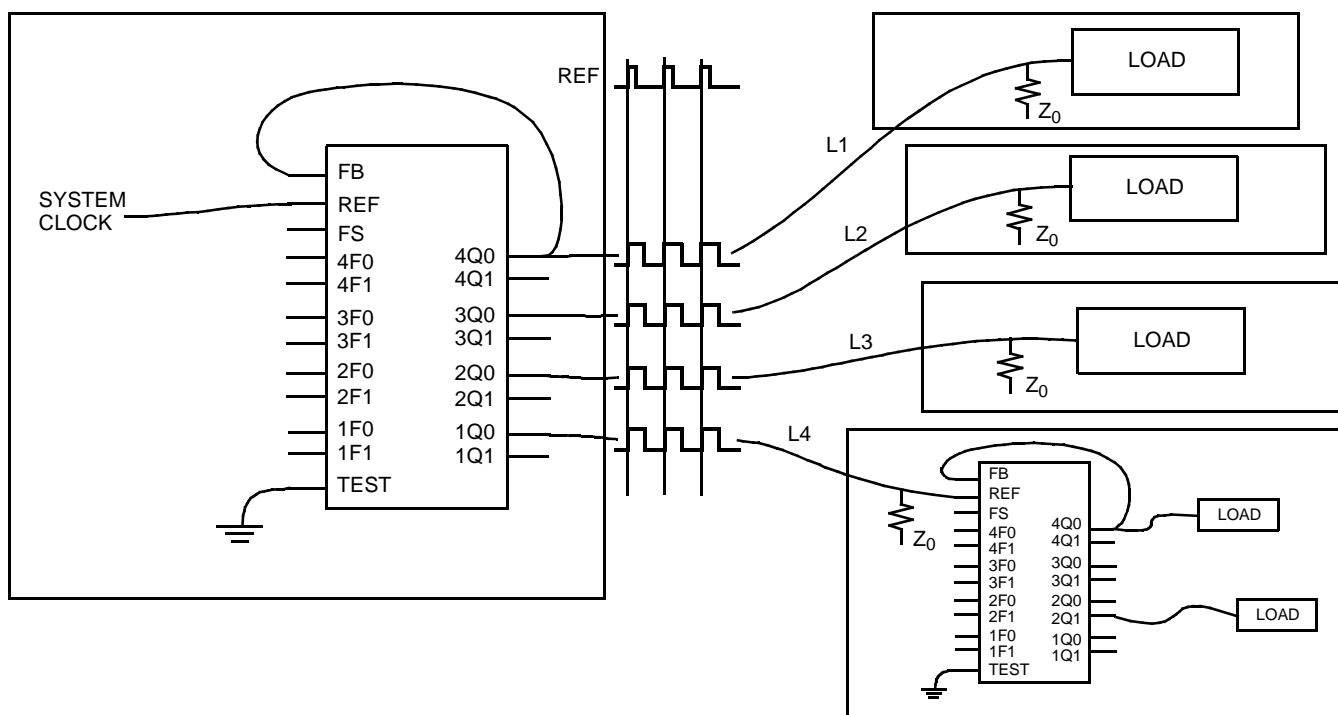 REF
LOAD
Z0
L1
FB
SYSTEM
CLOCK
REF
FS
4F0
4F1
3F0
3F1
2F0
2F1
1F0
1F1
TEST
4Q0
4Q1
3Q0
3Q1
2Q0
2Q1
1Q0
1Q1
LOAD
Z0
L2
LOAD
Z0
L3
L4
Z0
FB
REF
FS
4F0
4F1
3F0
3F1
2F0
2F1
1F0
1F1
TEST
4Q0
4Q1
3Q0
3Q1
2Q0
2Q1
1Q0
1Q1
LOAD
LOAD